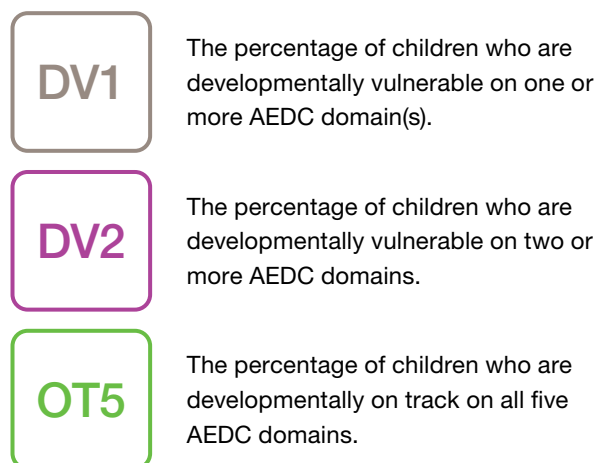 DV1
The percentage of children who are
developmentally vulnerable on one or
more AEDC domain(s).
DV2
The percentage of children who are
developmentally vulnerable on two or
more AEDC domains.
OT5
The percentage of children who are
developmentally on track on all five
AEDC domains.